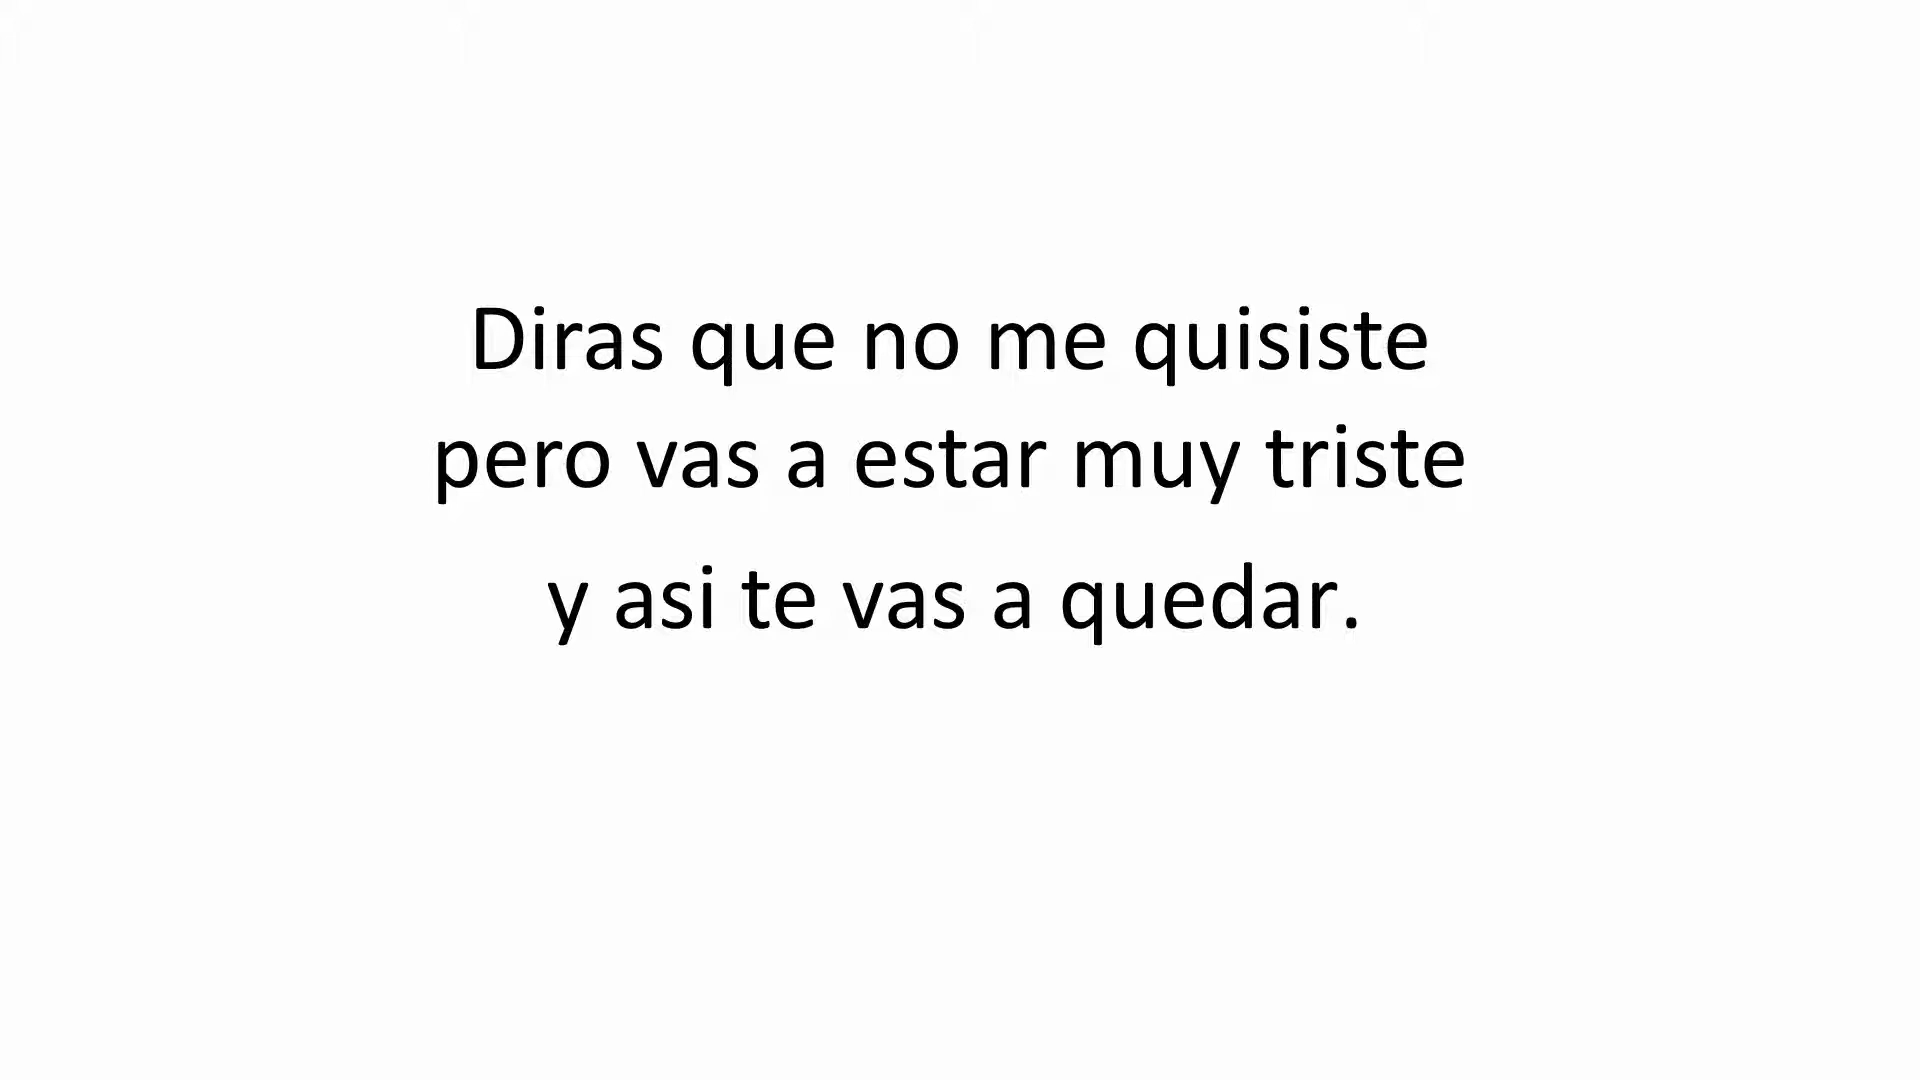 Diras que no me quisiste
pero vas a estar muy triste
y asi te vas a quedar.